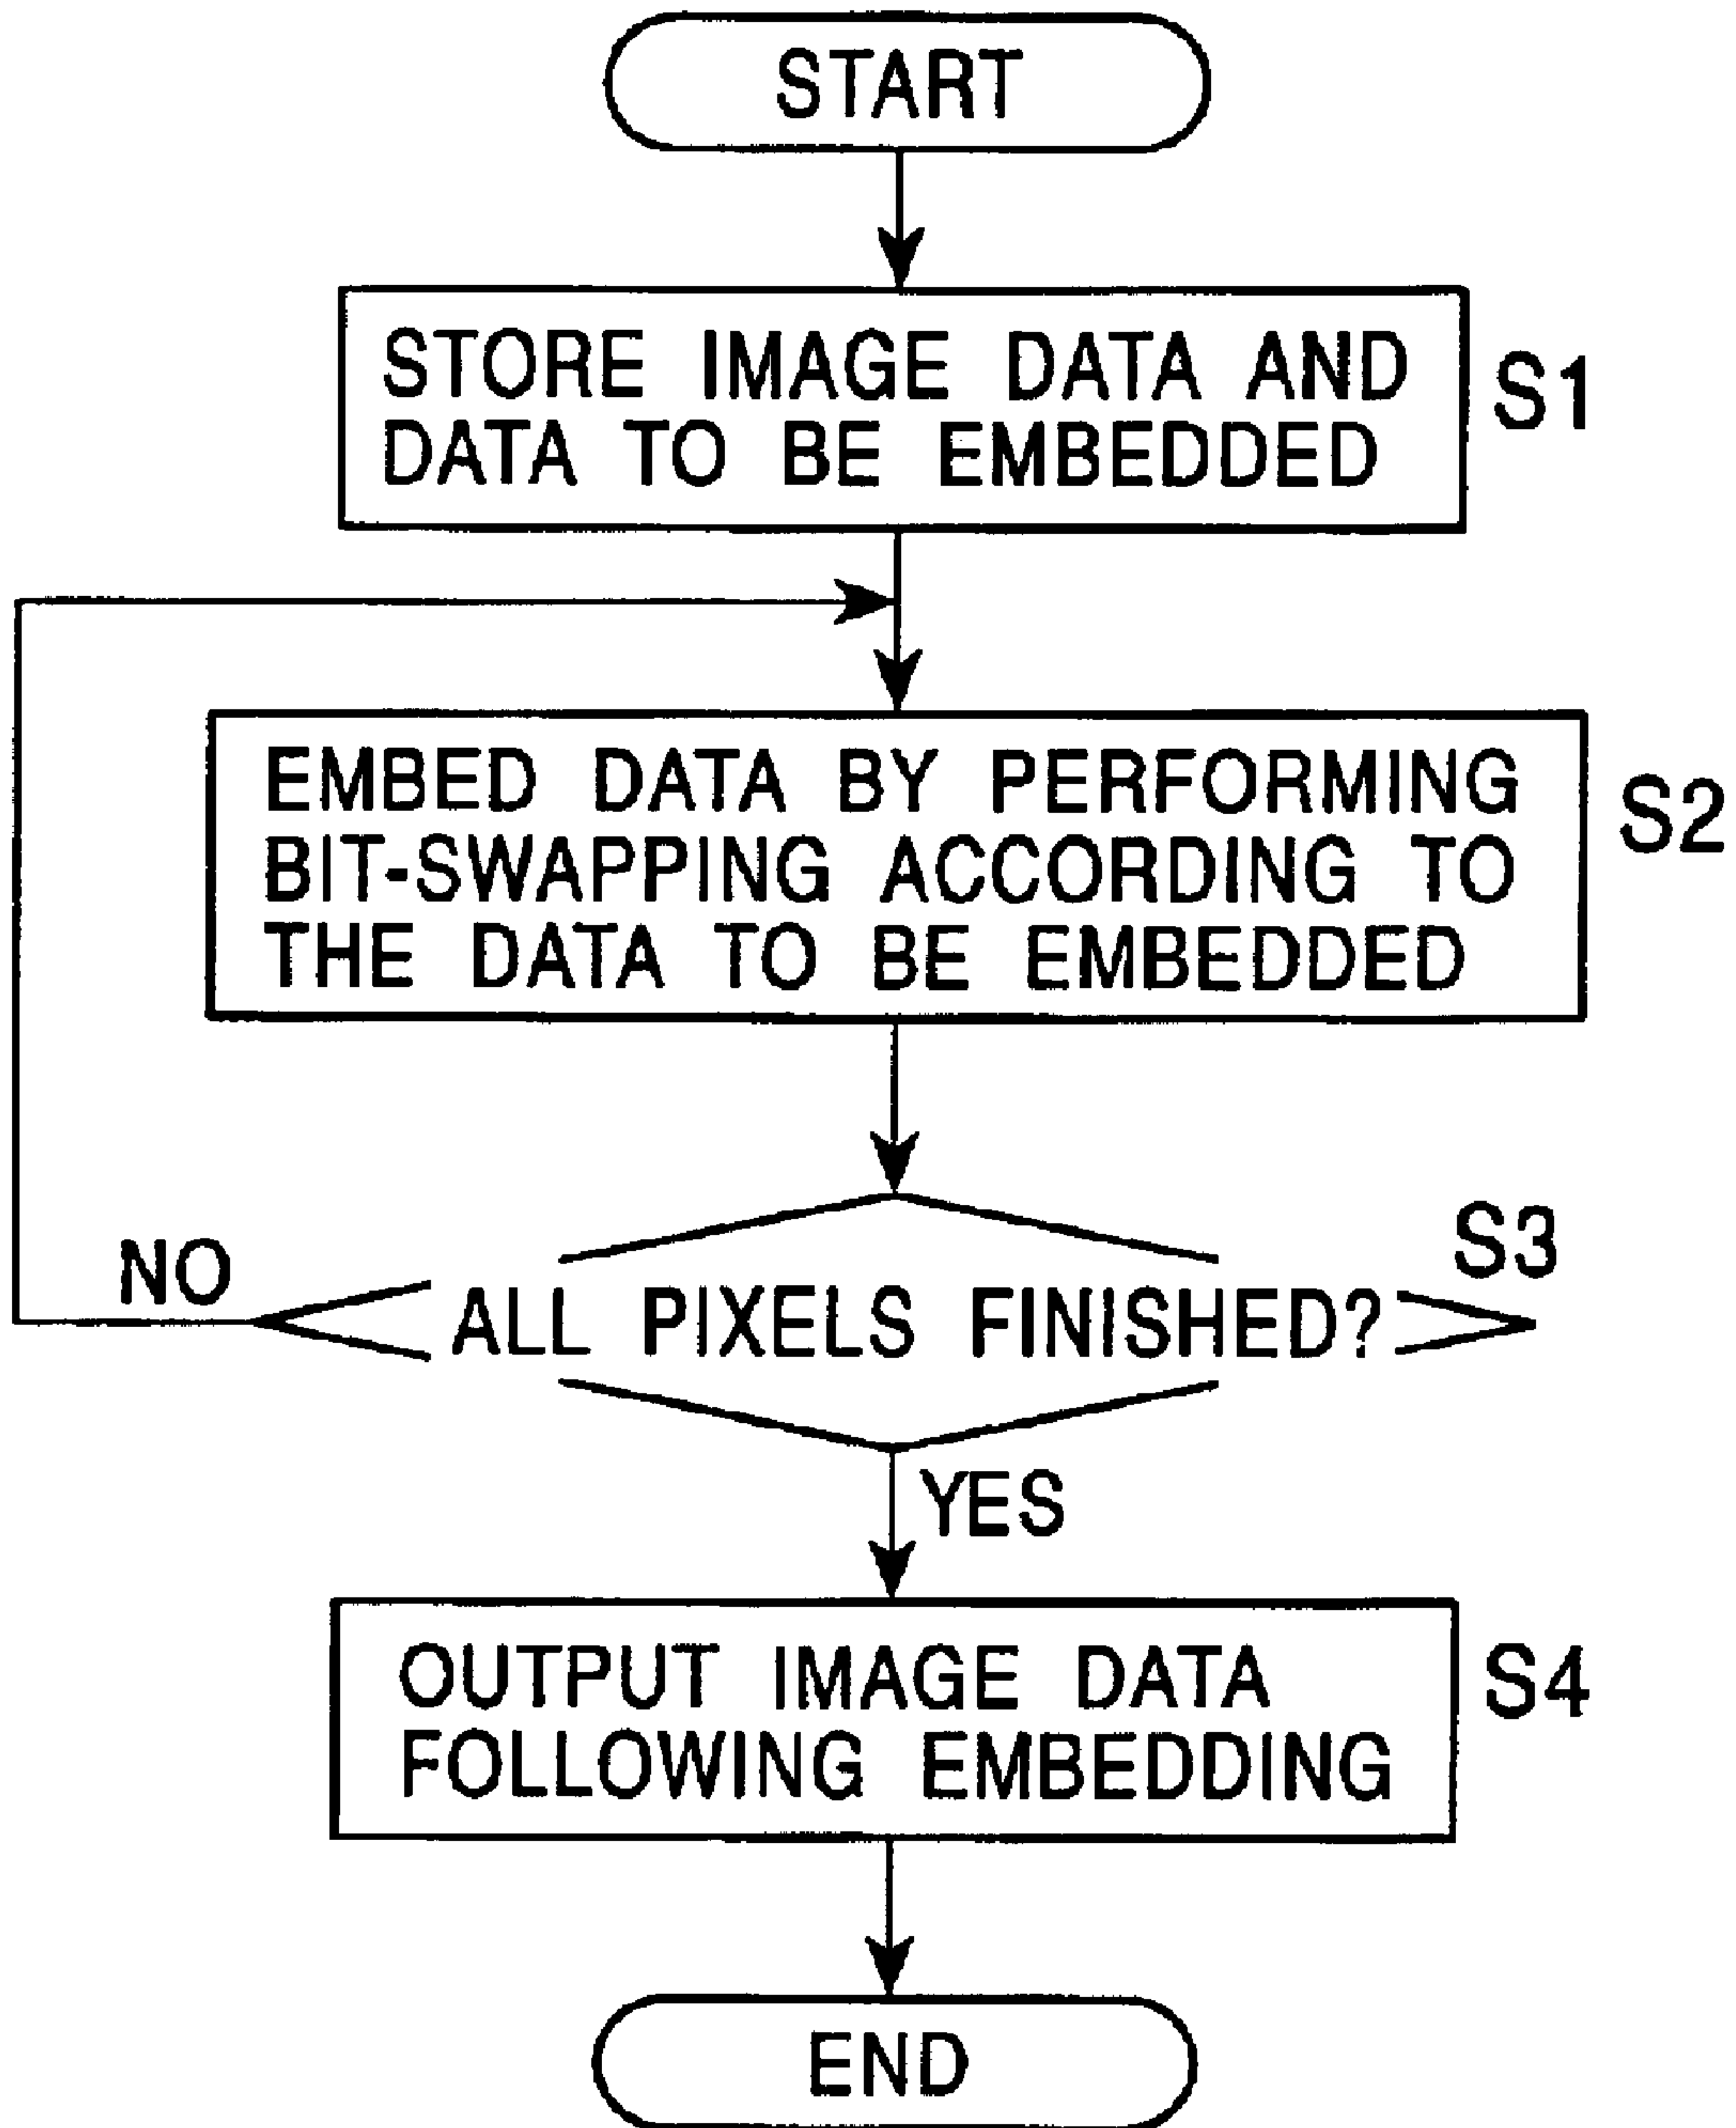 START
STORE IMAGE DATA AND
DATA TO BE EMBEDDED
S1
EMBED DATA BY PERFORMING
BIT-SWAPPING ACCORDING TO
THE DATA TO BE EMBEDDED
S2
S3
NO
ALL PIXELS FINISHED?
YES
OUTPUT IMAGE DATA
FOLLOWING EMBEDDING
S4
END